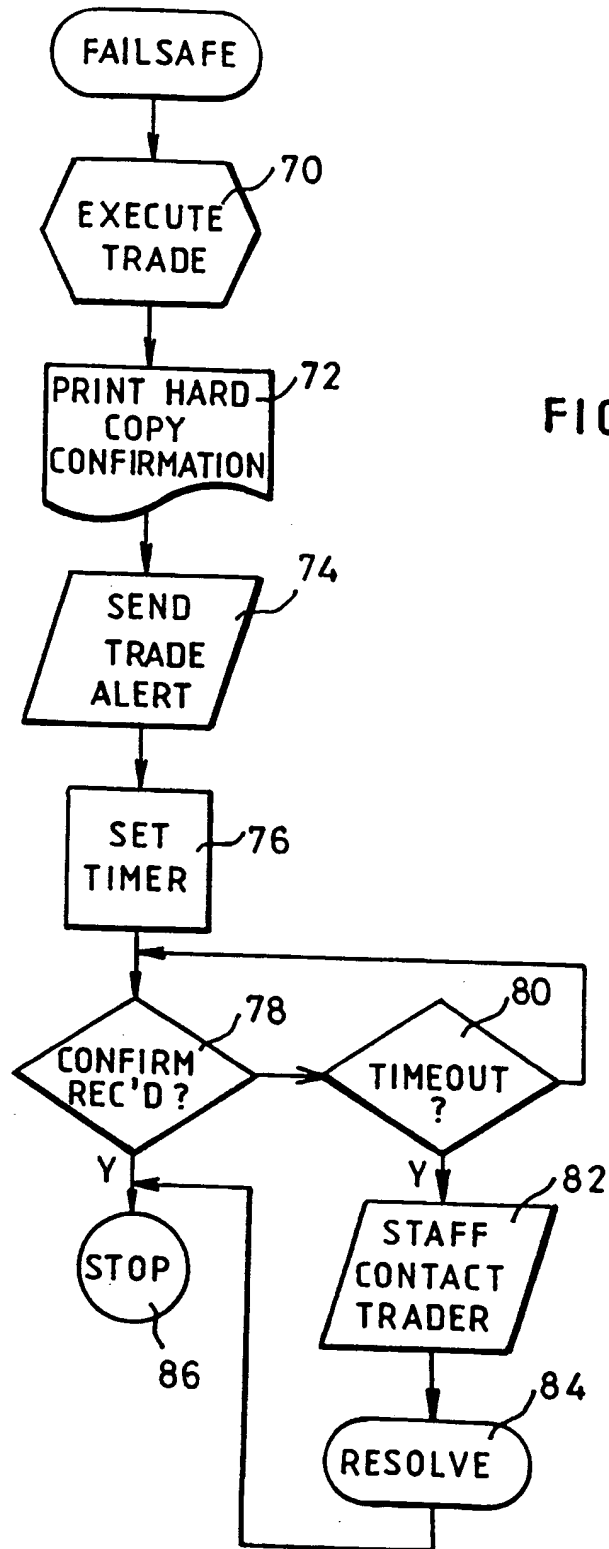 FAILSAFE
70
EXECUTE
TRADE
72
PRINT HARD
COPY
CONFIRMATION
FIG
74
SEND
TRADE
ALERT
76
SET
TIMER
78
CONFIRM
REC'D ?
80
TIMEOUT
?
Y
Y
82
STAFF
CONTACT
TRADER
STOP
86
84
RESOLVE